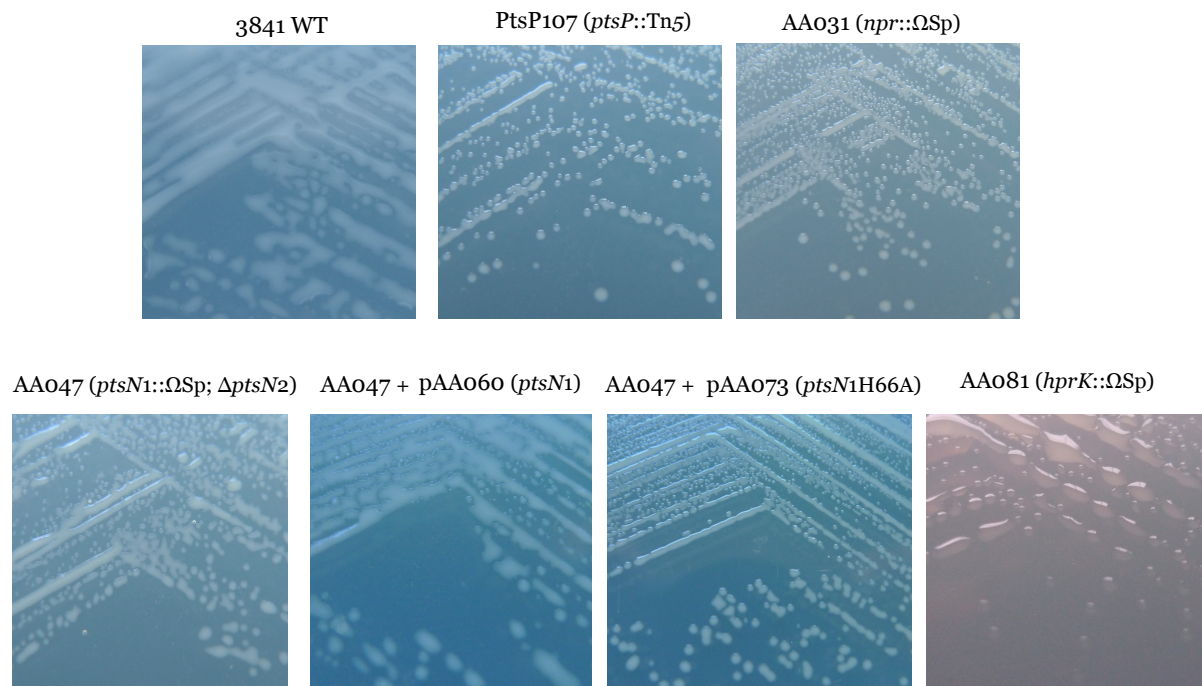 3841 WT
PtsP107 (ptsP::Tn5)
AA031 (npr::ΩSp)
AA047 (ptsN1::ΩSp; ΔptsN2)
AA047 + pAA060 (ptsN1)
AA047 + pAA073 (ptsN1H66A)
AA081 (hprK::ΩSp)